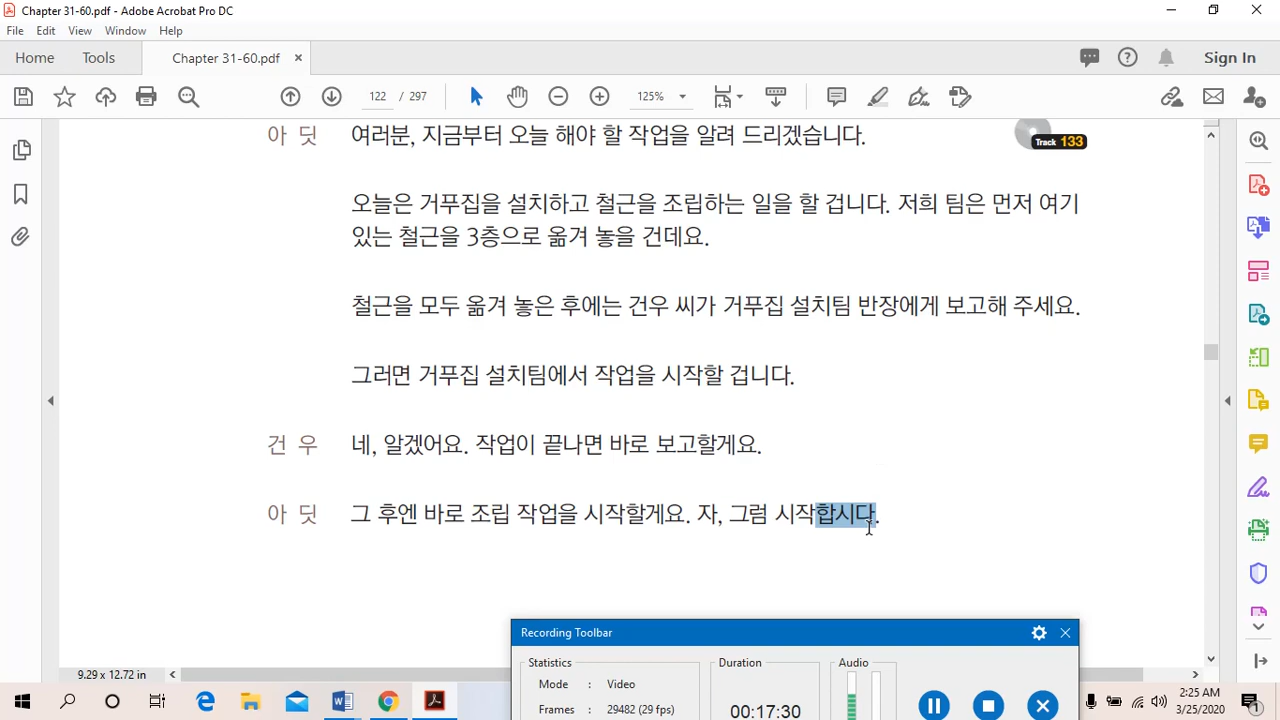 Chapter 31-60.pdf - Adobe Acrobat Pro DC
File Edit View Window Help
Home Tools Chapter 31-60.pdf × Sign In
122 / 297 125%
아 딧 여러분, 지금부터 오늘 해야 할 작업을 알려 드리겠습니다. Track 133
오늘은 거푸집을 설치하고 철근을 조립하는 일을 할 겁니다. 저희 팀은 먼저 여기
있는 철근을 3층으로 옮겨 놓을 건데요.
철근을 모두 옮겨 놓은 후에는 건우 씨가 거푸집 설치팀 반장에게 보고해 주세요.
그러면 거푸집 설치팀에서 작업을 시작할 겁니다.
건 우 네, 알겠어요. 작업이 끝나면 바로 보고할게요.
아 딧 그 후엔 바로 조립 작업을 시작할게요. 자, 그럼 시작합시다.
Recording Toolbar
Statistics Duration Audio
Mode : Video
Frames : 29482 (29 fps)
00:17:30
9.29 x 12.72 in
2:25 AM
3/25/2020